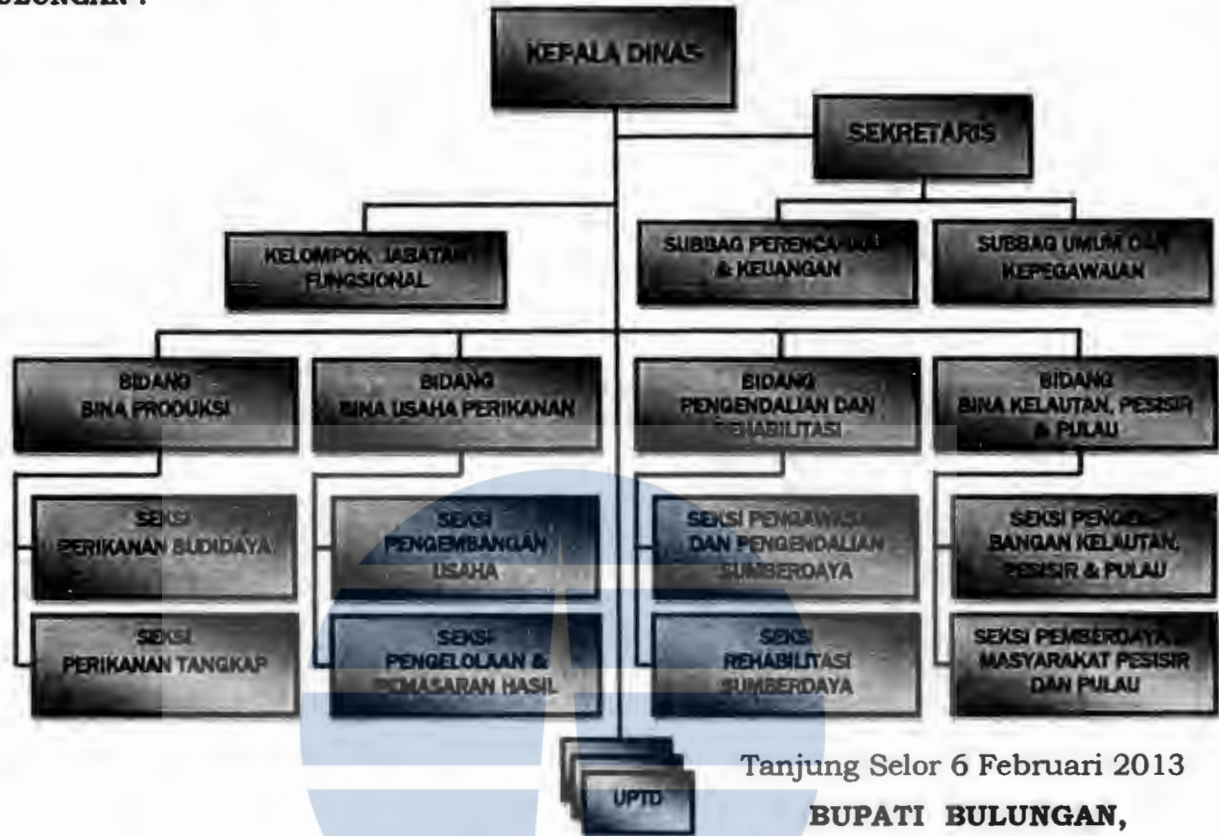 BULUNGAN :
KEPALA DINAS
SEKRETARIS
KELOMPOK JABATAN
FUNGSIONAL
SUBBAG PERENCANAAN
& KEUANGAN
SUBBAG UMUM DAN
KEPEGAWAIAN
BIDANG
BINA PRODUKSI
BIDANG
BINA USAHA PERIKANAN
BIDANG
PENGENDALIAN DAN
REHABILITASI
BIDANG
BINA KELAUTAN, PESISIR
& PULAU
SEKSI
PERIKANAN BUDIDAYA
SEKSI
PERIKANAN TANGKAP
SEKSI
PENGEMBANGAN
USAHA
SEKSI
PENGELOLAAN &
PEMASARAN HASIL
SEKSI
DAN PENGENDALIAN
SUMBERDAYA
SEKSI
REHABILITASI
SUMBERDAYA
SEKSI
BANGAN KELAUTAN,
PESISIR & PULAU
SEKSI
MASYARAKAT PESISIR
DAN PULAU
UPTD
Tanjung Selor 6 Februari 2013
BUPATI BULUNGAN,